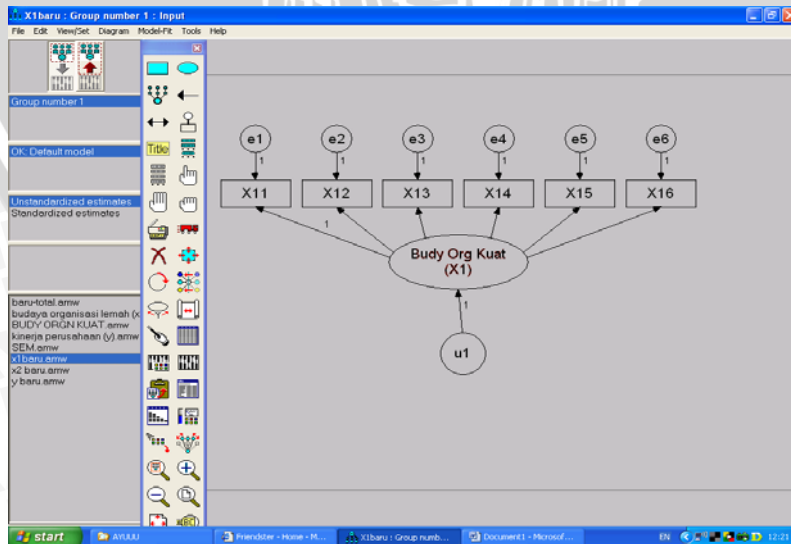 X1baru : Group number 1 : Input
File Edit View/Set Diagram Model-Fit Tools Help
Group number 1
OK: Default model
Unstandardized estimates
Standardized estimates
baru-total.amw
budaya organisasi lemah (x
BUDY ORGN KUAT.amw
kinerja perusahaan (y).amw
SEM.amw
x1baru.amw
x2 baru.amw
y baru.amw
Title
e1 e2 e3 e4 e5 e6
1 1 1 1 1 1
X11 X12 X13 X14 X15 X16
1
Budy Org Kuat
(X1)
1
u1
start AYUUU Friendster - Home - M... X1baru : Group numb... Document1 - Microsof... EN 12:21